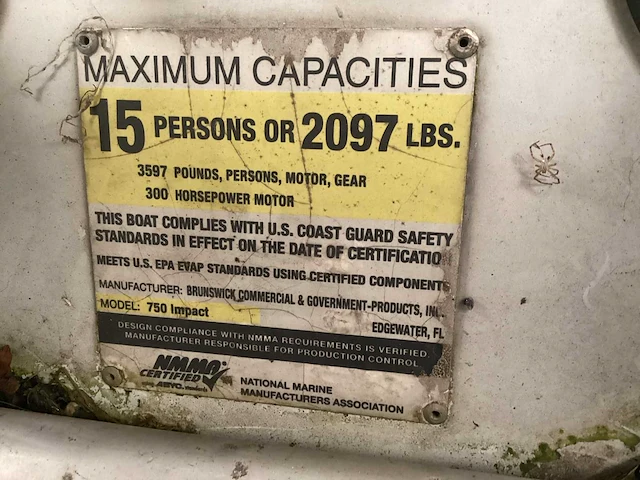 MAXIMUM CAPACITIES
15 PERSONS OR 2097 LBS.
3597 POUNDS, PERSONS, MOTOR, GEAR
300 HORSEPOWER MOTOR
THIS BOAT COMPLIES WITH U.S. COAST GUARD SAFETY
STANDARDS IN EFFECT ON THE DATE OF CERTIFICATIO
MEETS U.S. EPA EVAP STANDARDS USING CERTIFIED COMPONENT
MANUFACTURER: BRUNSWICK COMMERCIAL & GOVERNMENT-PRODUCTS, IN
EDGEWATER, FL
MODEL: 750 Impact
DESIGN COMPLIANCE WITH NMMA REQUIREMENTS IS VERIFIED
MANUFACTURER RESPONSIBLE FOR PRODUCTION CONTROL
NMMA
CERTIFIED
NATIONAL MARINE
MANUFACTURERS ASSOCIATION